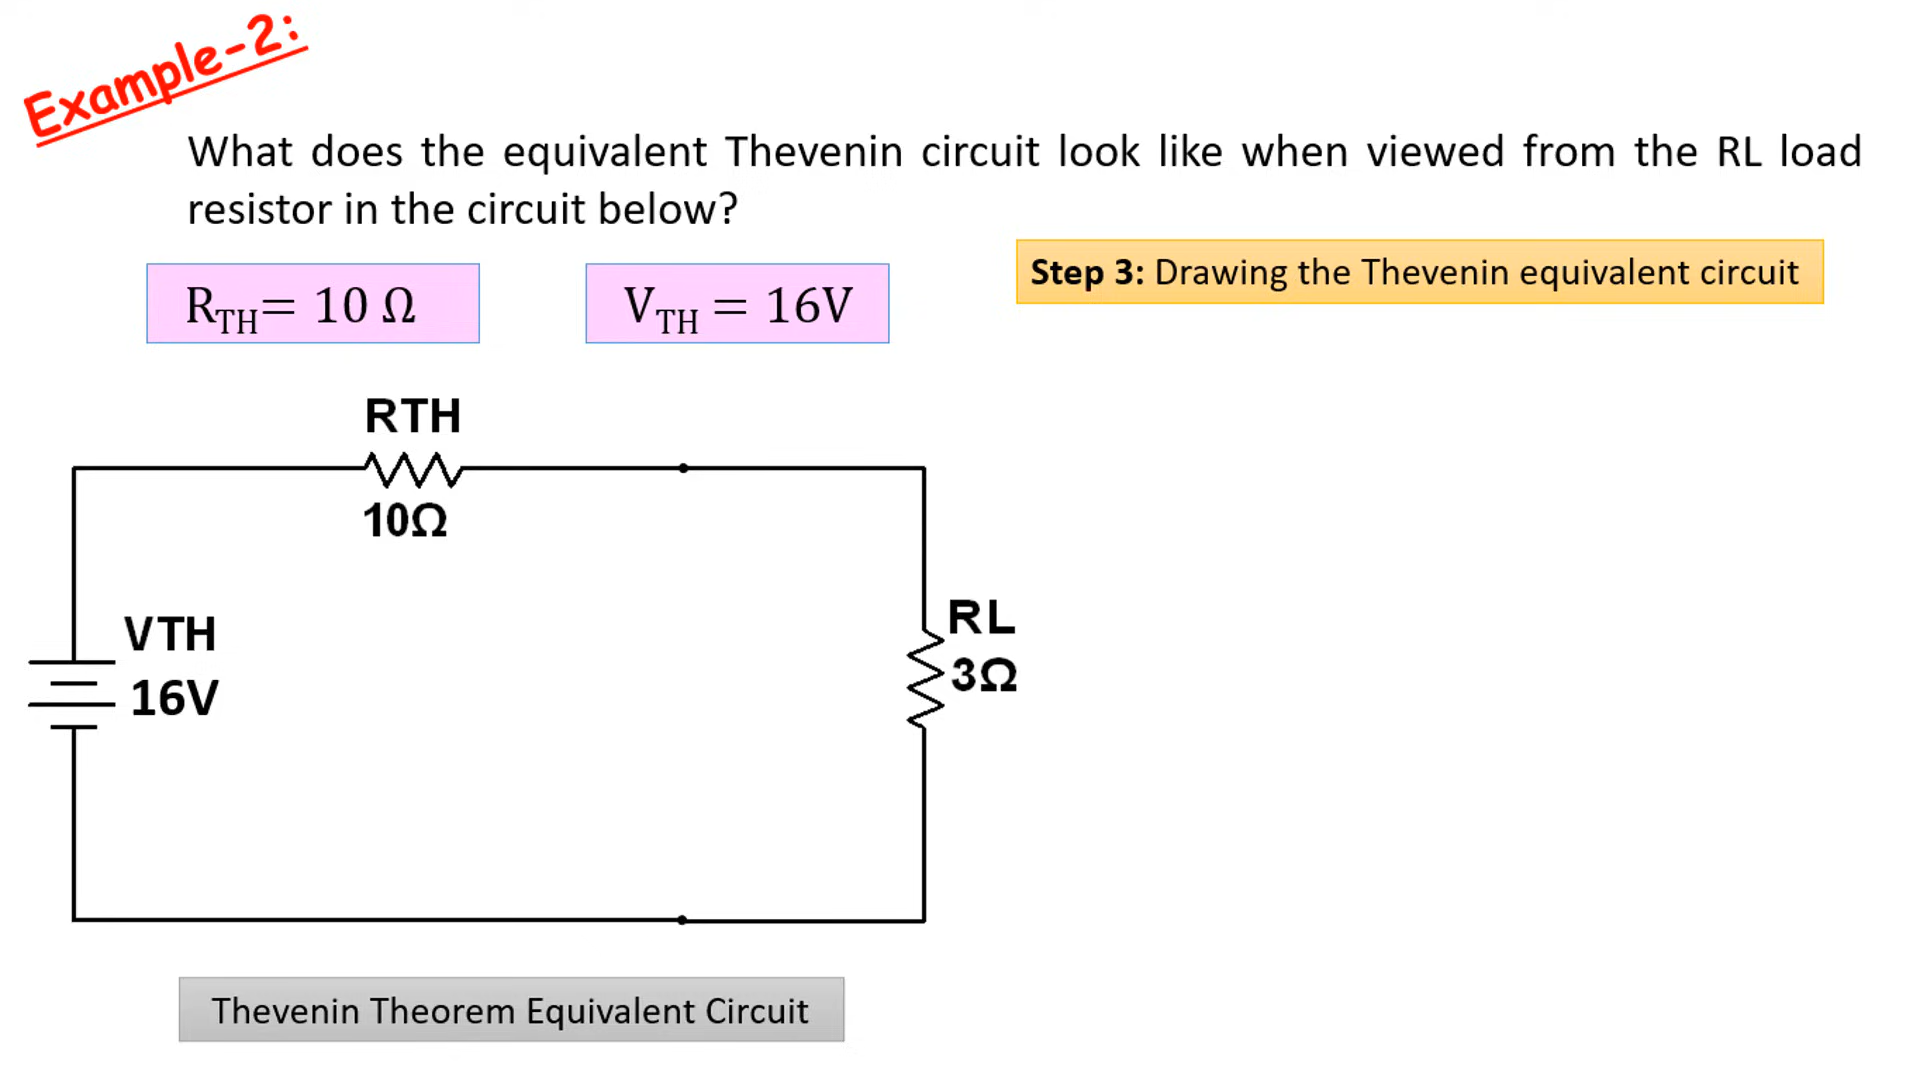 Example-2:
What does the equivalent Thevenin circuit look like when viewed from the RL load
resistor in the circuit below?
R_TH= 10 Ω
V_TH = 16V
Step 3: Drawing the Thevenin equivalent circuit
RTH
10Ω
VTH
16V
RL
3Ω
Thevenin Theorem Equivalent Circuit